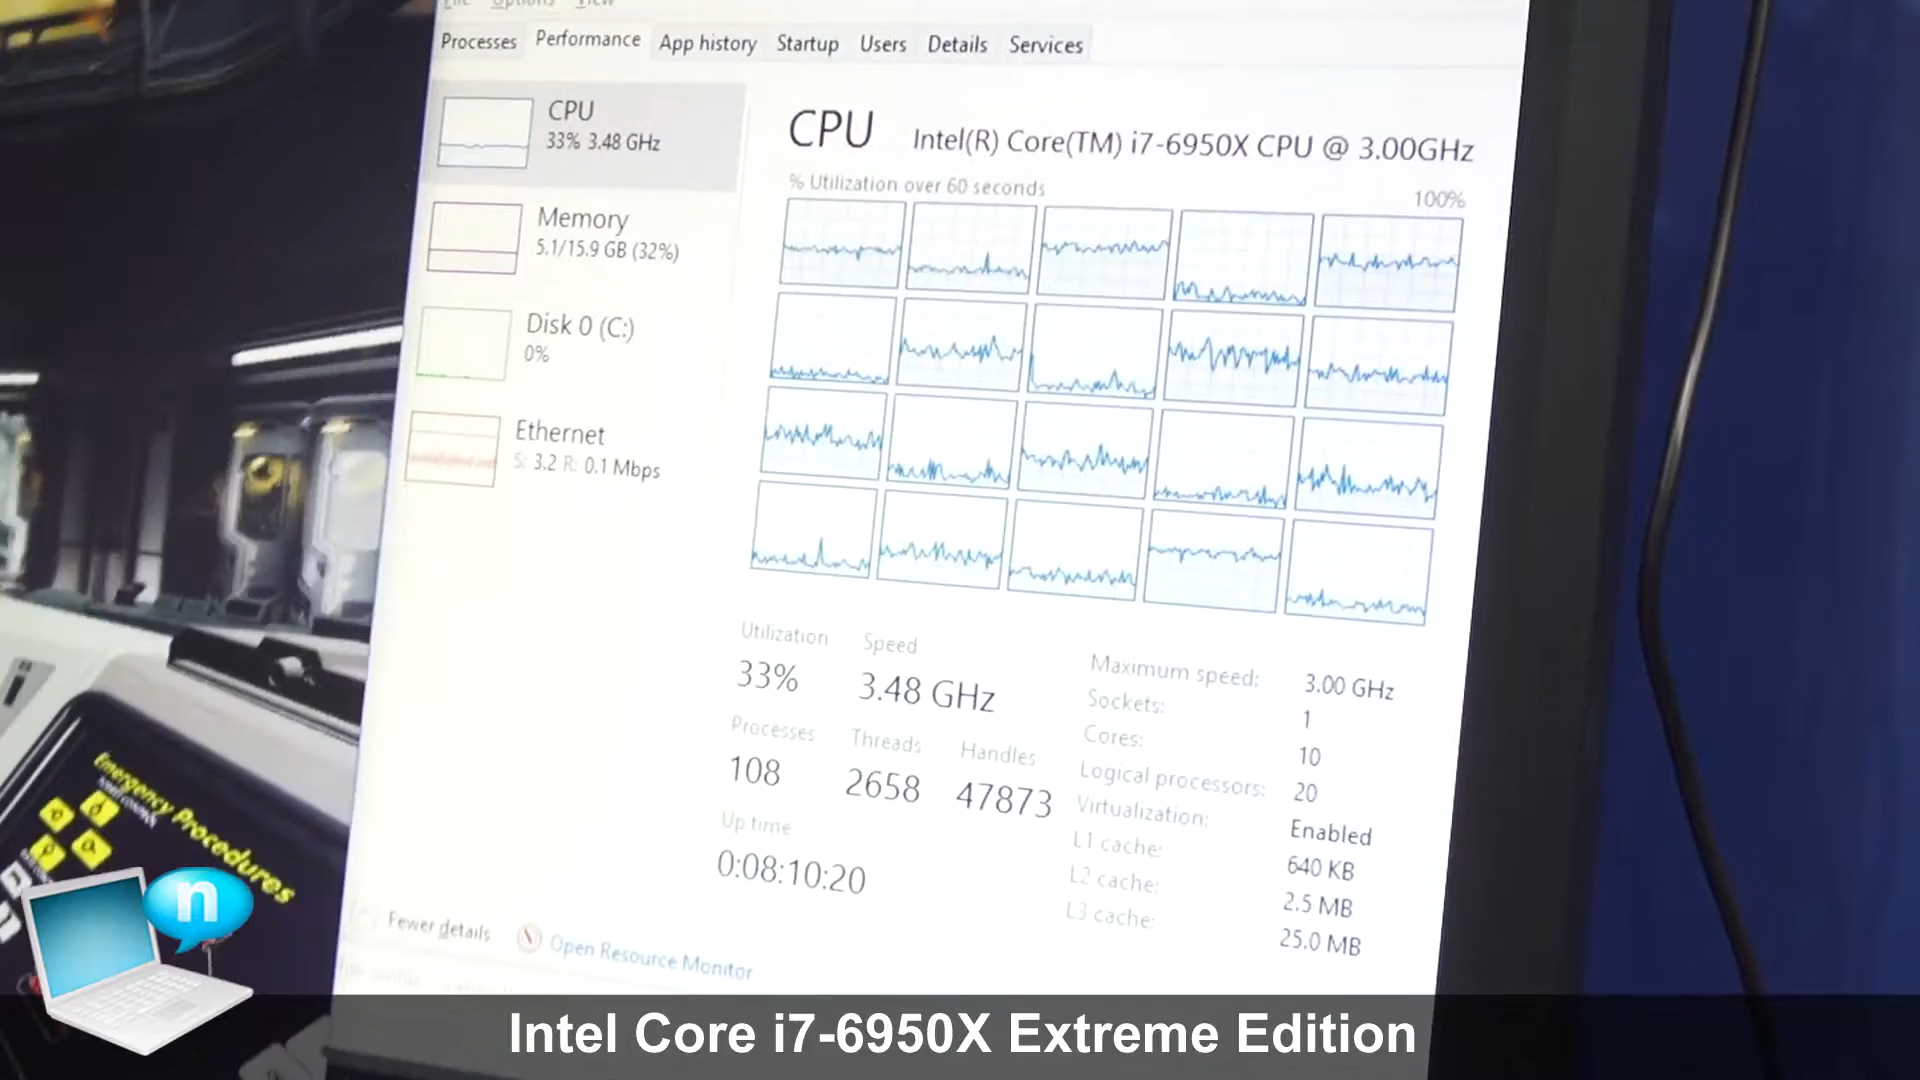 Options View
Processes Performance App history Startup Users Details Services
CPU
33% 3.48 GHz
Memory
5.1/15.9 GB (32%)
Disk 0 (C:)
0%
Ethernet
S: 3.2 R: 0.1 Mbps
CPU Intel(R) Core(TM) i7-6950X CPU @ 3.00GHz
% Utilization over 60 seconds 100%
Utilization Speed
33% 3.48 GHz
Processes Threads Handles
108 2658 47873
Up time
0:08:10:20
Maximum speed: 3.00 GHz
Sockets: 1
Cores: 10
Logical processors: 20
Virtualization: Enabled
L1 cache: 640 KB
L2 cache: 2.5 MB
L3 cache: 25.0 MB
Fewer details Open Resource Monitor
Emergency Procedures
n
Intel Core i7-6950X Extreme Edition